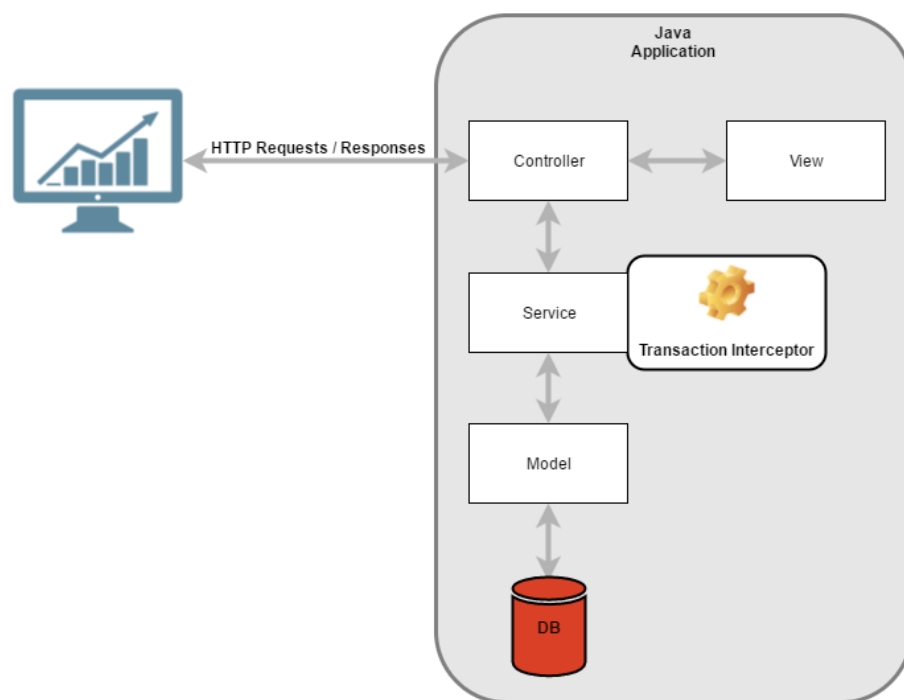 Java
Application
HTTP Requests / Responses
Controller
View
Service
Transaction Interceptor
Model
DB